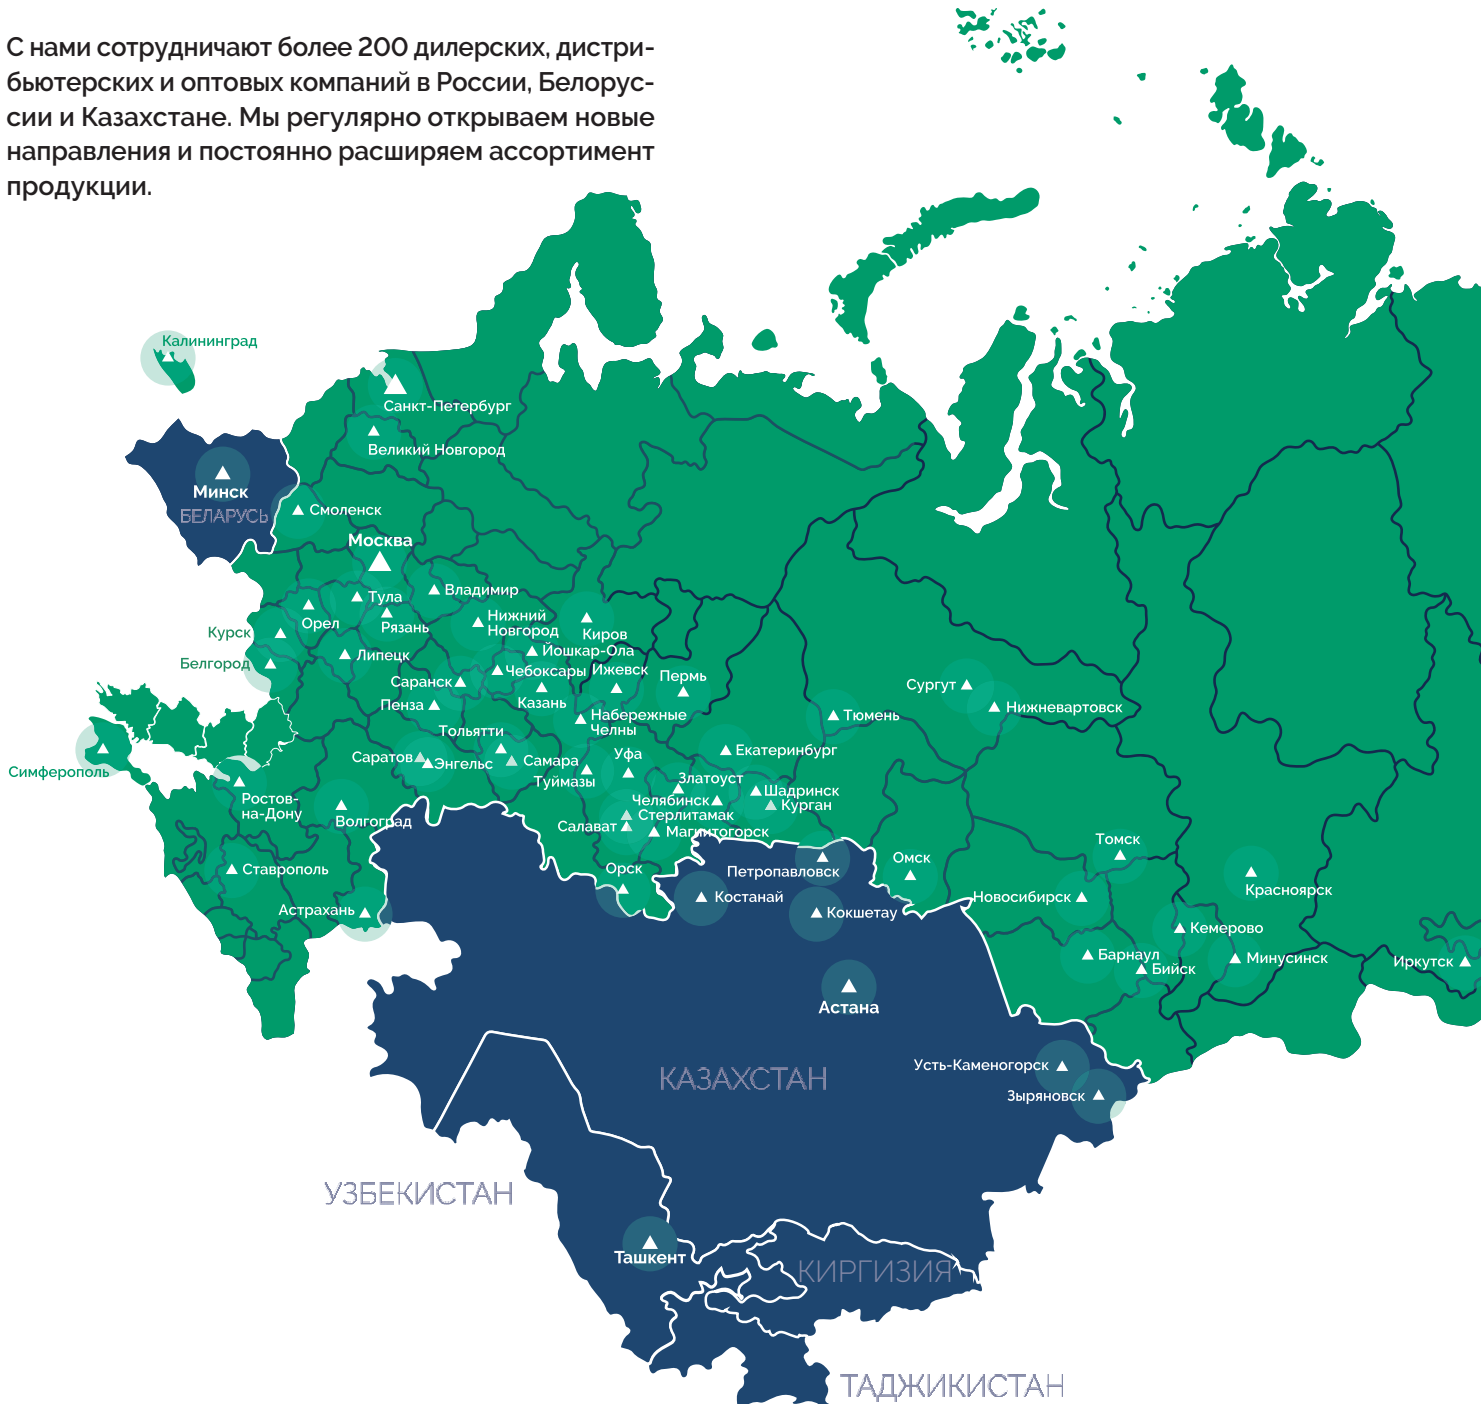 С нами сотрудничают более 200 дилерских, дистри-
бьютерских и оптовых компаний в России, Белорус-
сии и Казахстане. Мы регулярно открываем новые
направления и постоянно расширяем ассортимент
продукции.
Калининград
Санкт-Петербург
Великий Новгород
Минск
БЕЛАРУСЬ
Смоленск
Москва
Владимир
Тула
Орел
Рязань
Нижний
Новгород
Киров
Курск
Йошкар-Ола
Липецк
Белгород
Чебоксары
Ижевск
Пермь
Саранск
Казань
Пенза
Сургут
Нижневартовск
Набережные
Челны
Тюмень
Тольятти
Екатеринбург
Саратов
Энгельс
Самара
Уфа
Туймазы
Симферополь
Златоуст
Шадринск
Челябинск
Курган
Ростов-
на-Дону
Стерлитамак
Волгоград
Салават
Магнитогорск
Томск
Омск
Орск
Петропавловск
Ставрополь
Красноярск
Костанай
Новосибирск
Астрахань
Кокшетау
Кемерово
Барнаул
Минусинск
Иркутск
Бийск
Астана
Усть-Каменогорск
КАЗАХСТАН
Зыряновск
УЗБЕКИСТАН
Ташкент
КИРГИЗИЯ
ТАДЖИКИСТАН